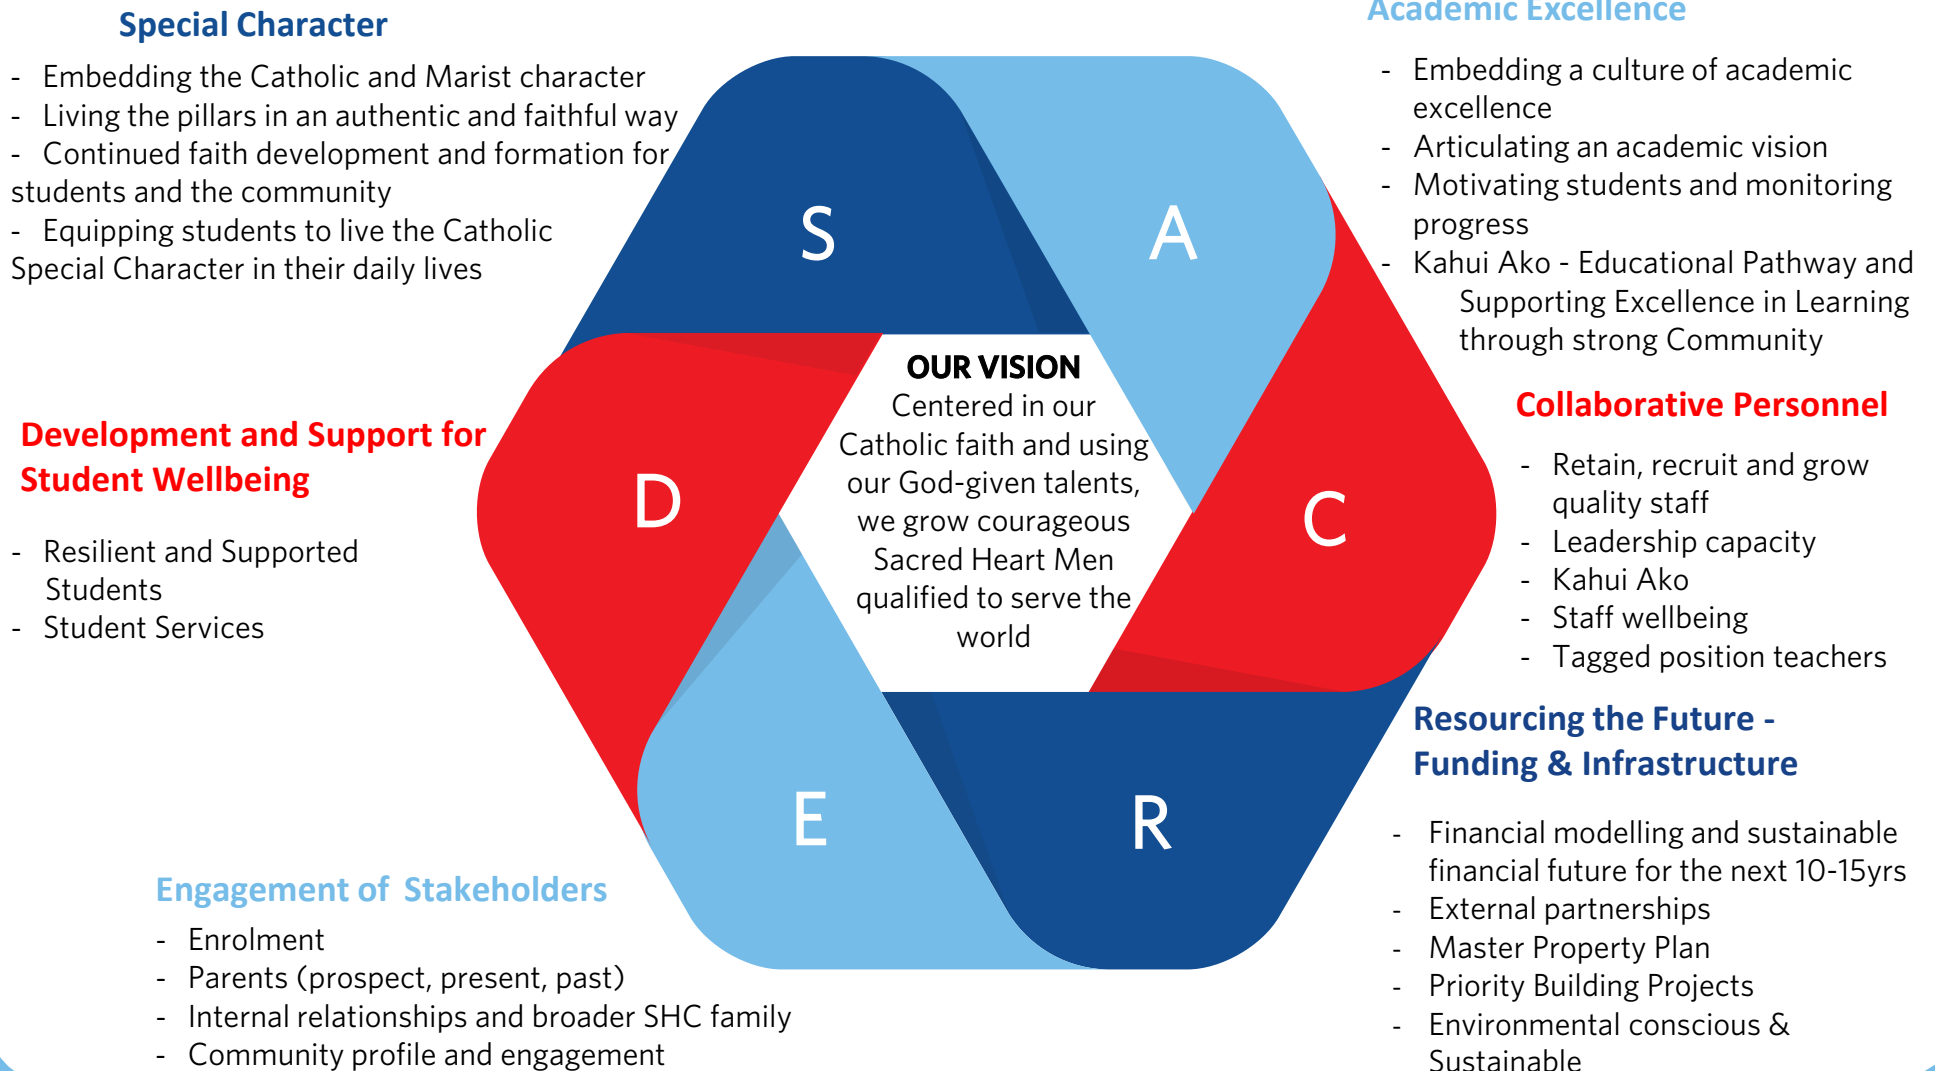 Special Character
- Embedding the Catholic and Marist character
- Living the pillars in an authentic and faithful way
- Continued faith development and formation for
students and the community
- Equipping students to live the Catholic
Special Character in their daily lives
Academic Excellence
- Embedding a culture of academic
excellence
- Articulating an academic vision
- Motivating students and monitoring
progress
- Kahui Ako - Educational Pathway and
Supporting Excellence in Learning
through strong Community
S
A
C
R
E
D
OUR VISION
Centered in our
Catholic faith and using
our God-given talents,
we grow courageous
Sacred Heart Men
qualified to serve the
world
Collaborative Personnel
- Retain, recruit and grow
quality staff
- Leadership capacity
- Kahui Ako
- Staff wellbeing
- Tagged position teachers
Resourcing the Future -
Funding & Infrastructure
- Financial modelling and sustainable
financial future for the next 10-15yrs
- External partnerships
- Master Property Plan
- Priority Building Projects
- Environmental conscious &
Sustainable
Engagement of Stakeholders
- Enrolment
- Parents (prospect, present, past)
- Internal relationships and broader SHC family
- Community profile and engagement
Development and Support for
Student Wellbeing
- Resilient and Supported
Students
- Student Services